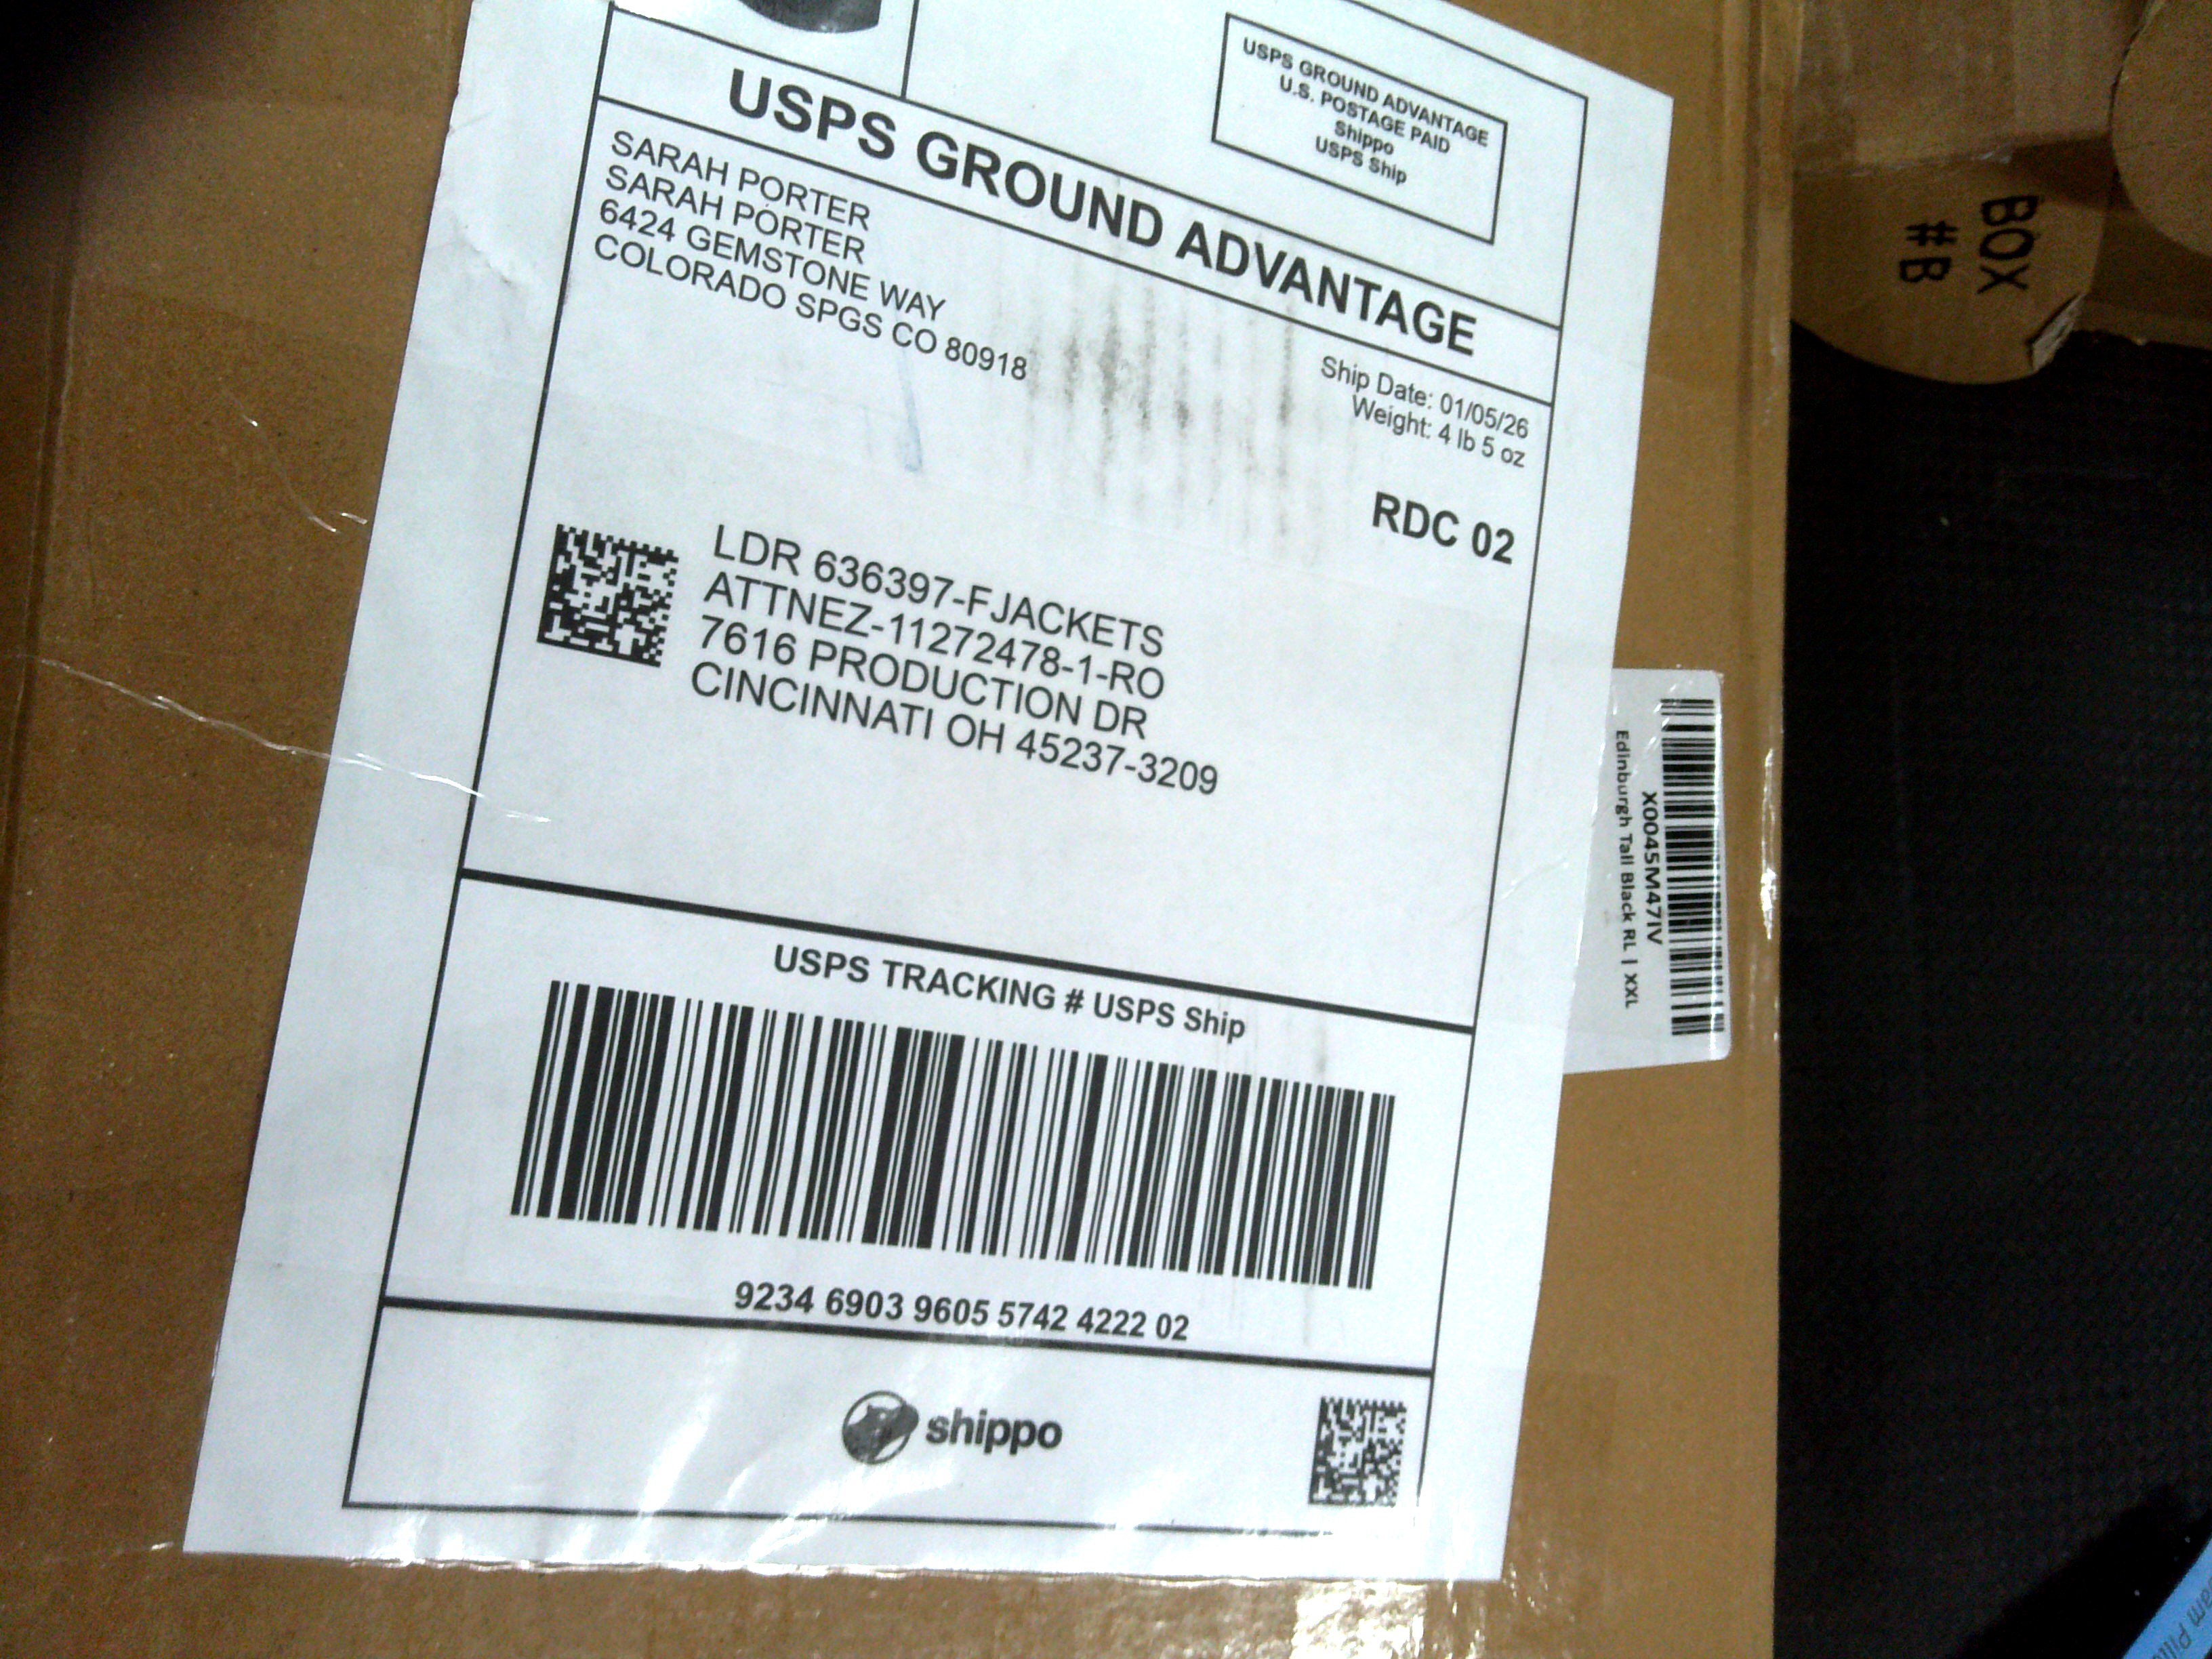 USPS GROUND ADVANTAGE
U.S. POSTAGE PAID
Shippo
USPS Ship
USPS GROUND ADVANTAGE
SARAH PORTER
SARAH PORTER
6424 GEMSTONE WAY
COLORADO SPGS CO 80918
Ship Date: 01/05/26
Weight: 4 lb 5 oz
RDC 02
LDR 636397-FJACKETS
ATTNEZ-11272478-1-RO
7616 PRODUCTION DR
CINCINNATI OH 45237-3209
USPS TRACKING # USPS Ship
9234 6903 9605 5742 4222 02
shippo
X0045M47IV
Edinburgh Tall Black RL | XXL
BOX
#B